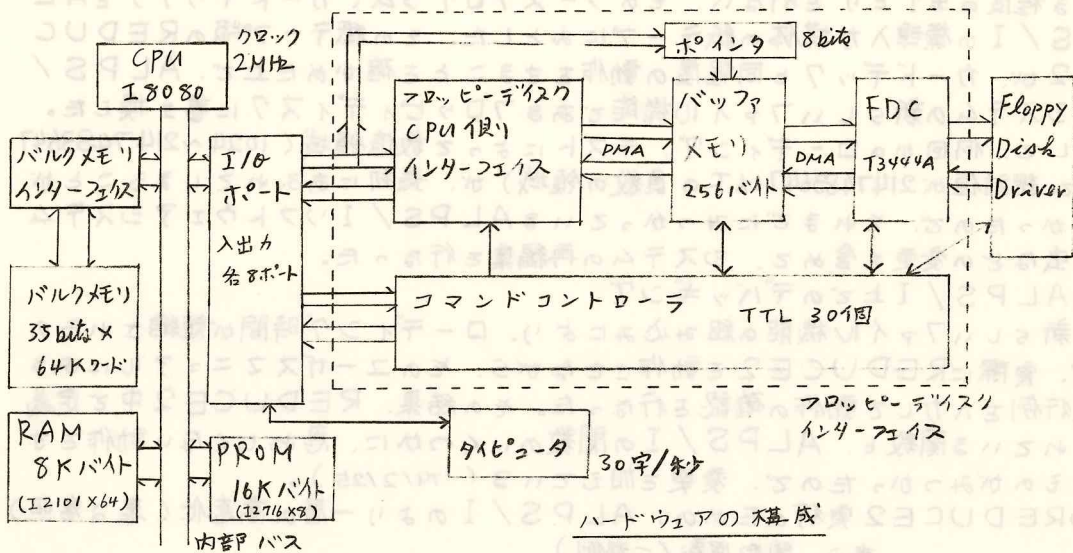 CPU
I8080
クロック
2MHz
ポインタ
8bits
バルクメモリ
インターフェイス
I/O
ポート
入出力
各8ポート
フロッピーディスク
CPU側
インターフェイス
DMA
バッファ
メモリ
256バイト
DMA
FDC
T3444A
Floppy
Disk
Driver
バルクメモリ
35bits×
64Kワード
コマンドコントローラ
TTL 30個
フロッピーディスク
インターフェイス
RAM
8Kバイト
(I2101×64)
PROM
16Kバイト
(I2716×8)
タイピュータ
30字/秒
内部バス
ハードウェアの構成